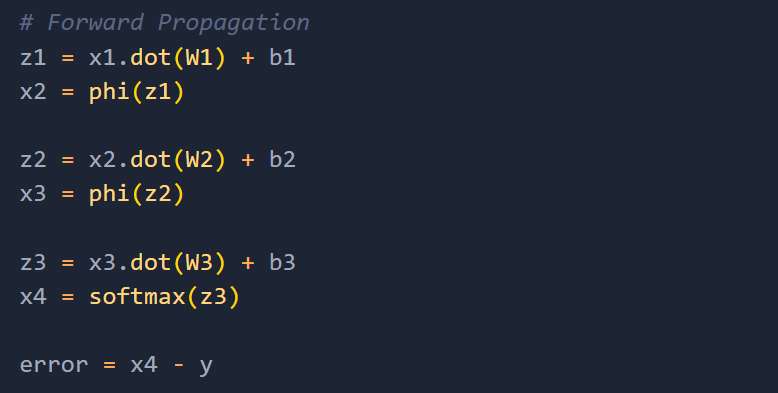 # Forward Propagation
z1 = x1.dot(W1) + b1
x2 = phi(z1)
z2 = x2.dot(W2) + b2
x3 = phi(z2)
z3 = x3.dot(W3) + b3
x4 = softmax(z3)
error = x4 - y